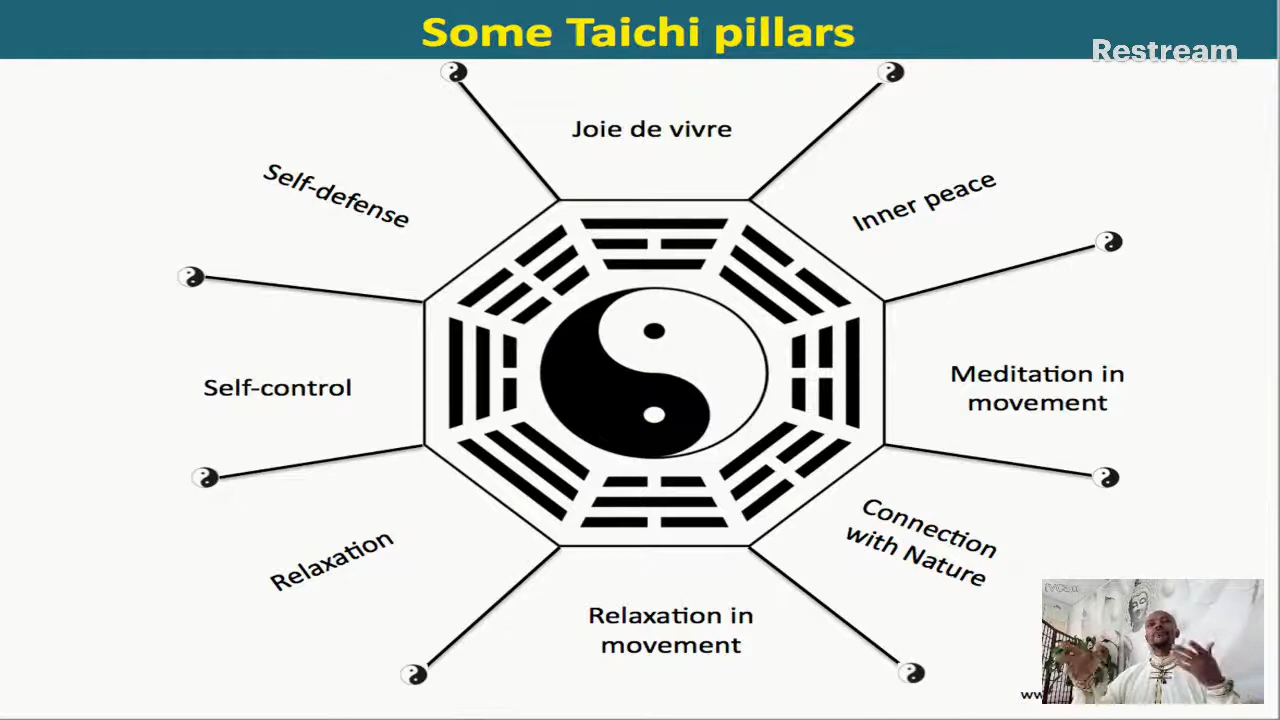 Some Taichi pillars
Restream
Joie de vivre
Self-defense
Inner peace
Self-control
Meditation in
movement
Relaxation
Connection
with Nature
Relaxation in
movement